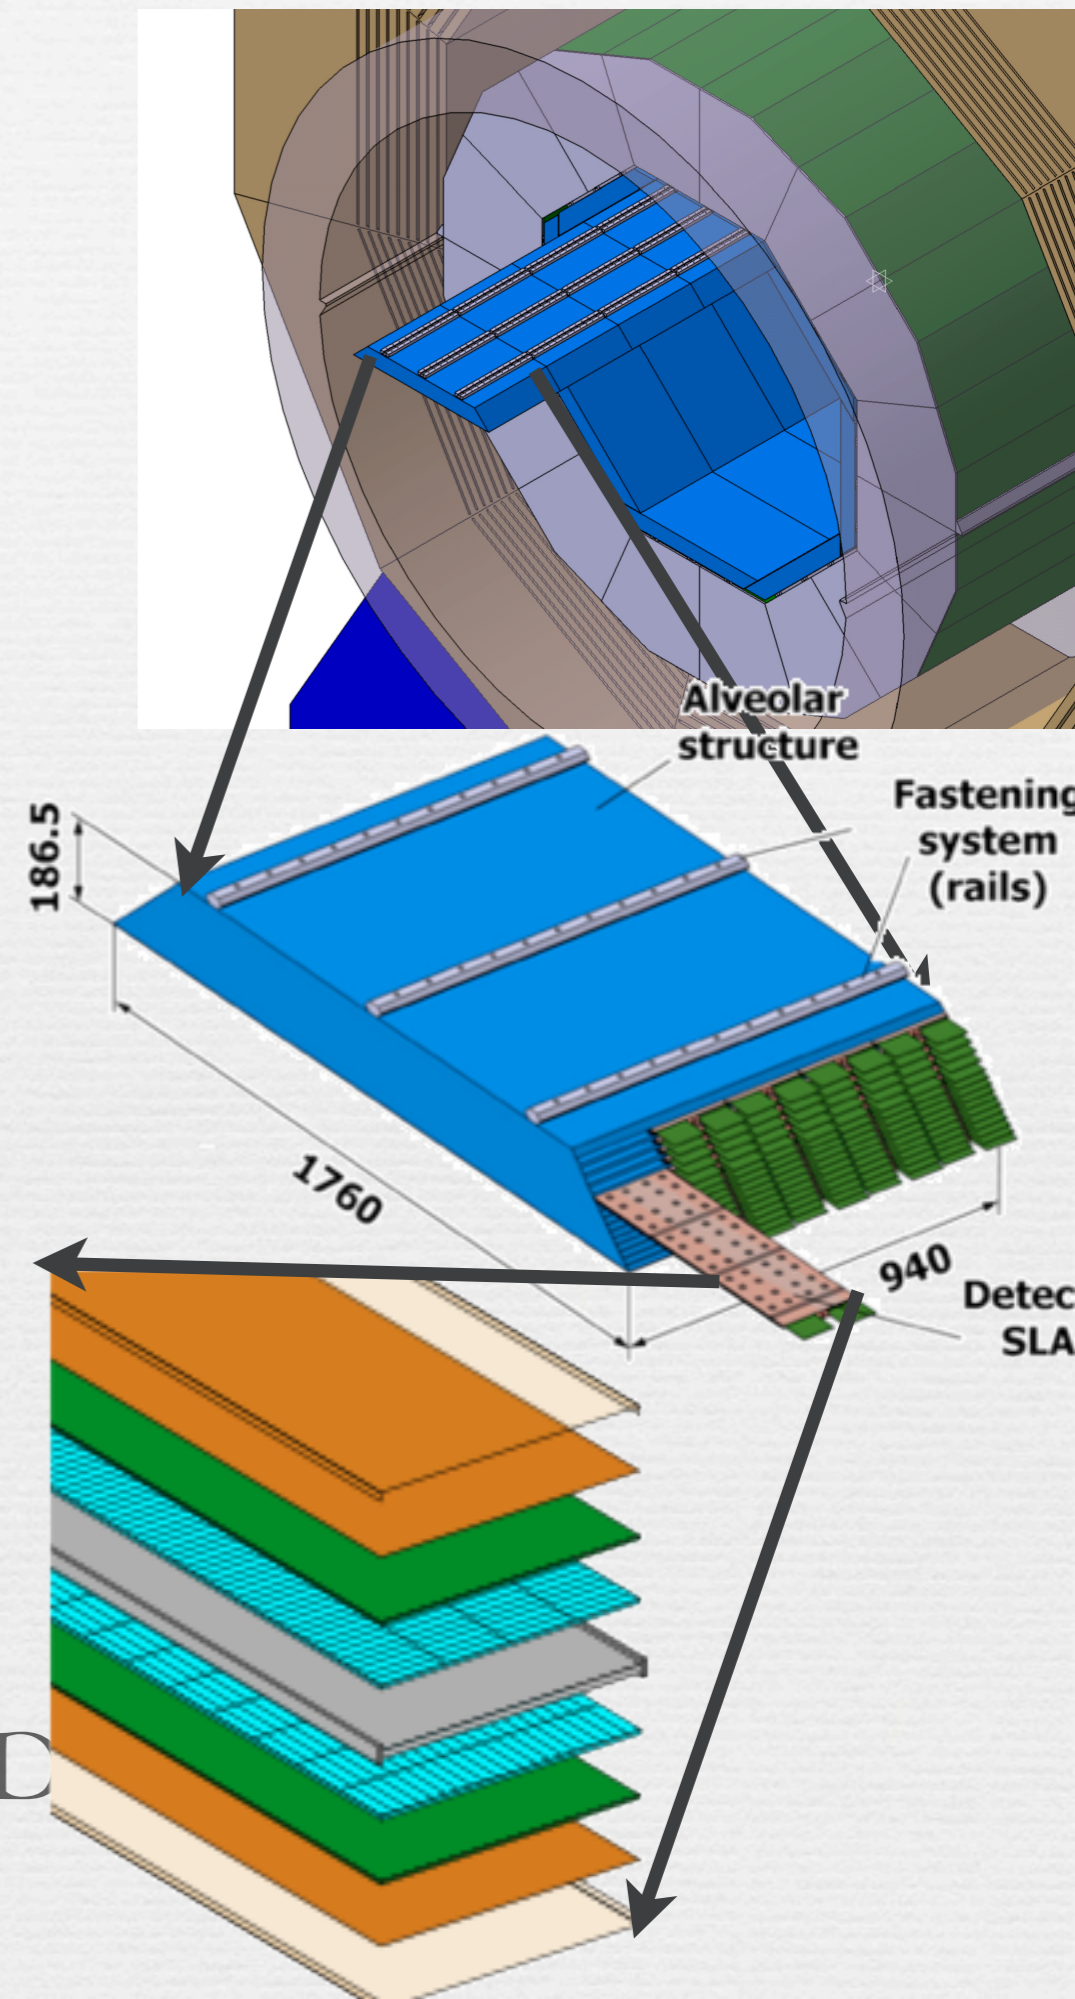 Alveolar
structure
Fastening
system
(rails)
186.5
1760
940
Detec
SLA
D